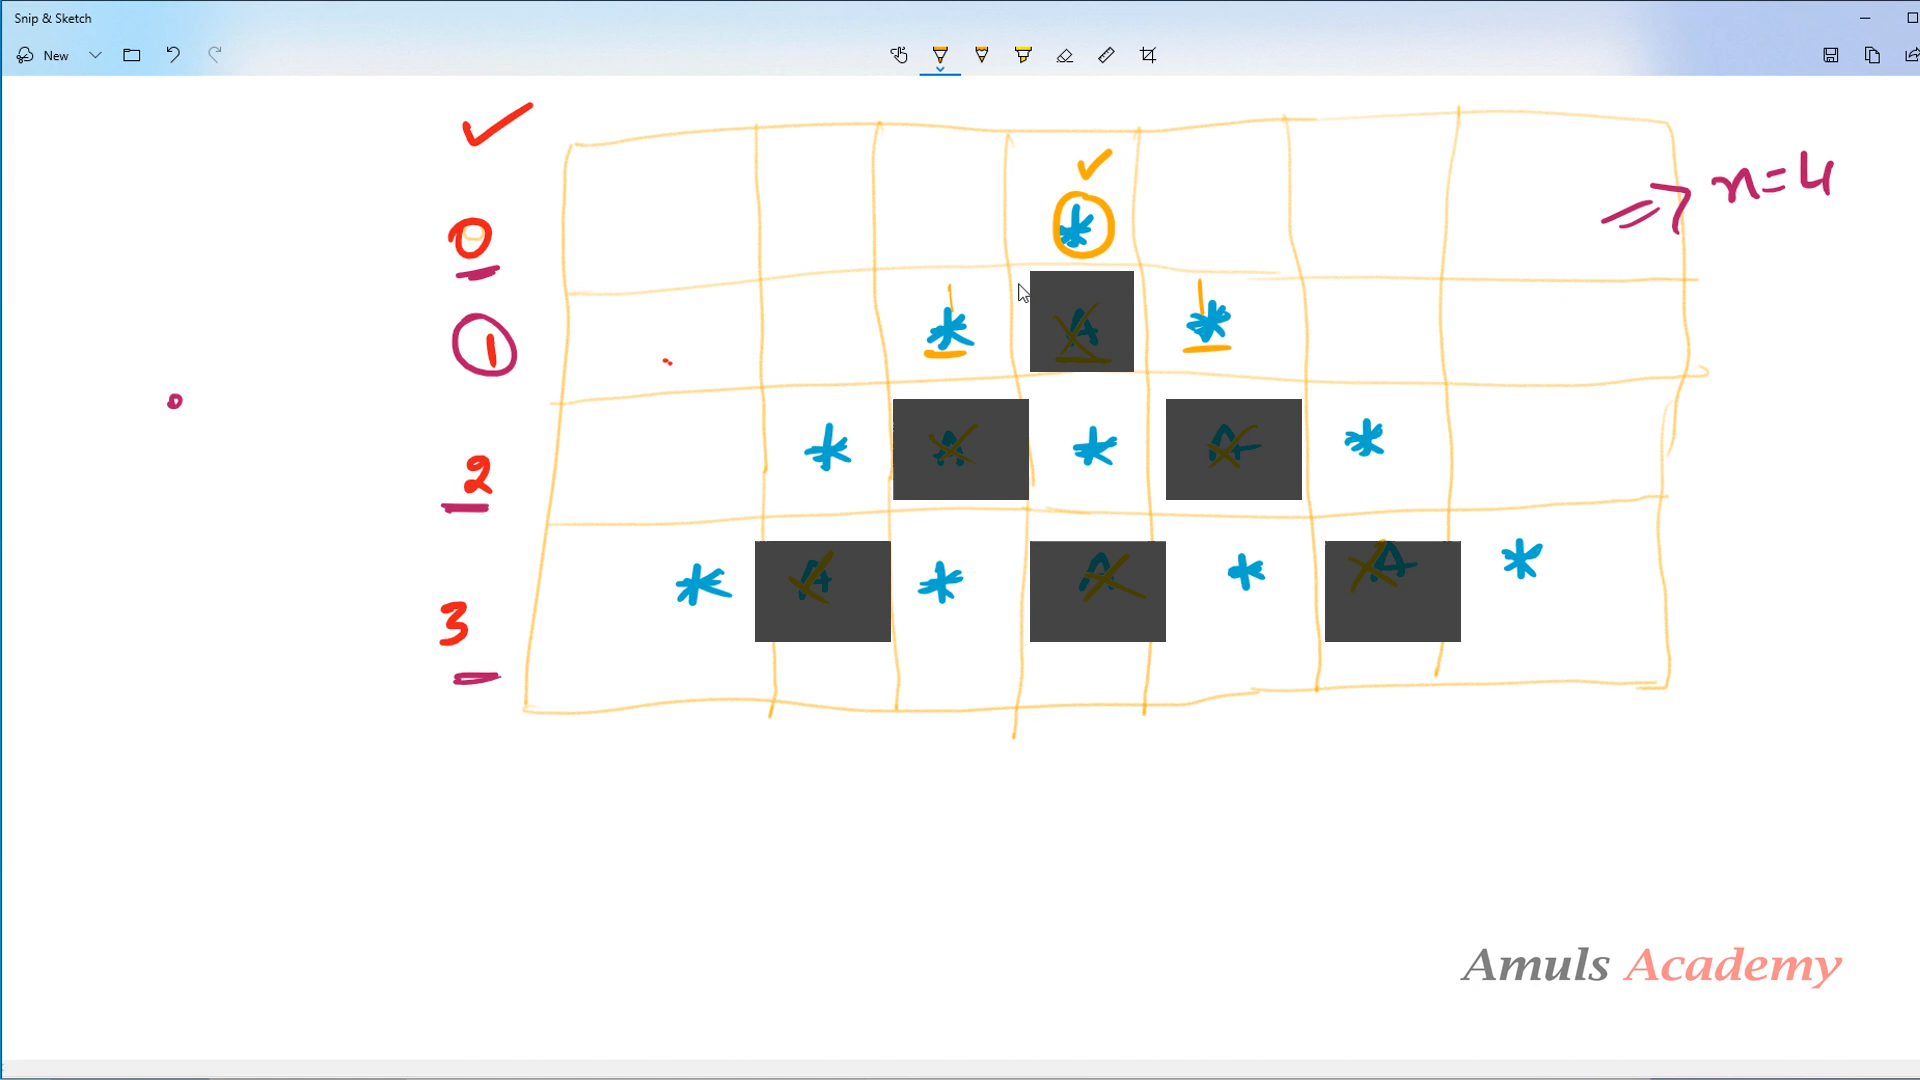 Snip & Sketch
New
n=4
0 *
1 * A *
2 * A * A *
3 * A * A * A *
Amuls Academy